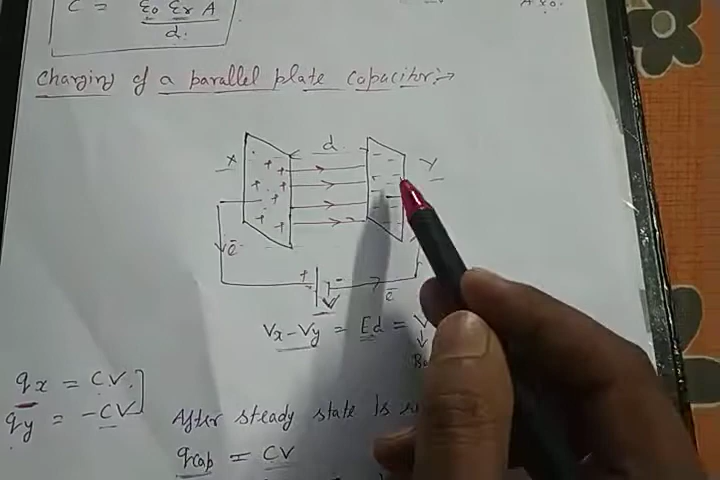 C = ε₀ εᵣ A / d.
Charging of a parallel plate capacitor:→
d
X + + + + + + + + - - - - - - Y
ē + - ē
V
Vx - Vy = Ed = V
qx = CV.
qy = -CV
After steady state is
qcap = CV